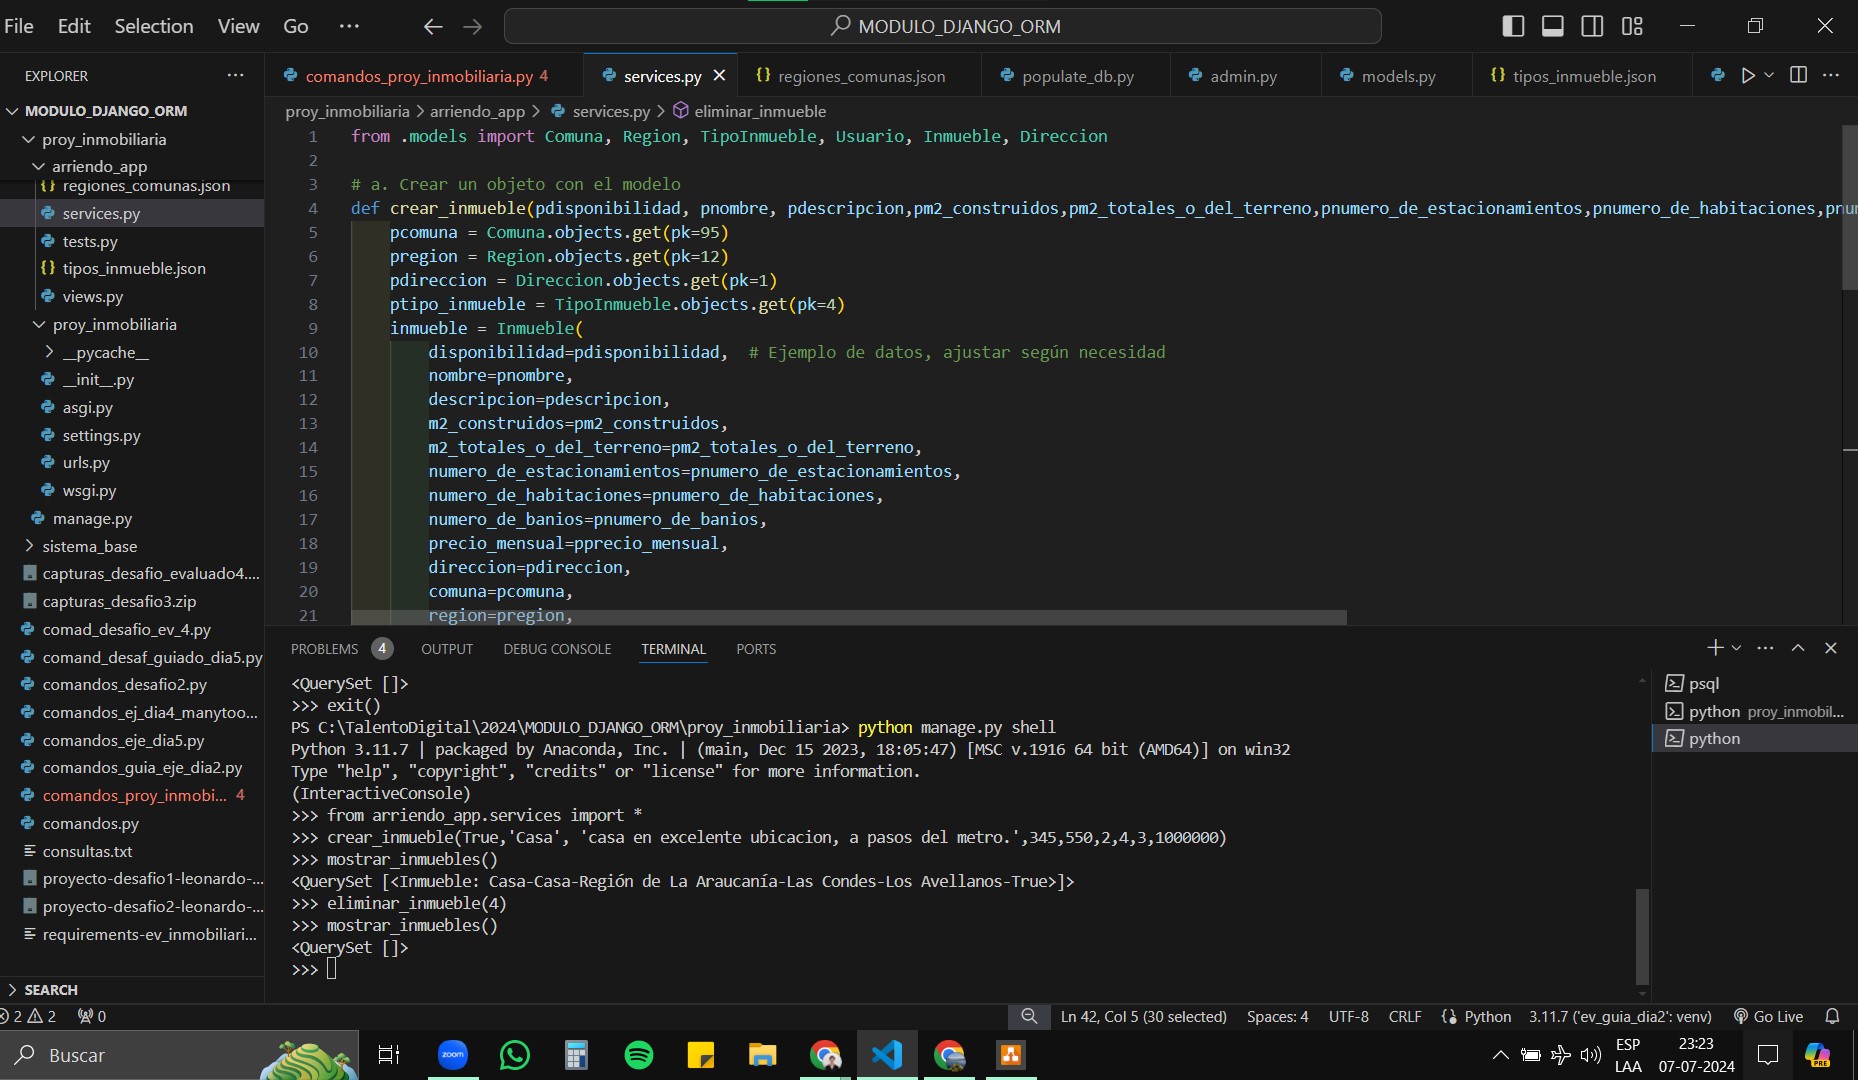 File Edit Selection View Go ··· MODULO_DJANGO_ORM
EXPLORER ···
MODULO_DJANGO_ORM
proy_inmobiliaria
arriendo_app
regiones_comunas.json
services.py
tests.py
tipos_inmueble.json
views.py
proy_inmobiliaria
__pycache__
__init__.py
asgi.py
settings.py
urls.py
wsgi.py
manage.py
sistema_base
capturas_desafio_evaluado4....
capturas_desafio3.zip
comad_desafio_ev_4.py
comand_desaf_guiado_dia5.py
comandos_desafio2.py
comandos_ej_dia4_manytoo...
comandos_eje_dia5.py
comandos_guia_eje_dia2.py
comandos_proy_inmobi... 4
comandos.py
consultas.txt
proyecto-desafio1-leonardo-...
proyecto-desafio2-leonardo-...
requirements-ev_inmobiliari...
SEARCH
comandos_proy_inmobiliaria.py 4 services.py regiones_comunas.json populate_db.py admin.py models.py tipos_inmueble.json ···
proy_inmobiliaria > arriendo_app > services.py > eliminar_inmueble
1 from .models import Comuna, Region, TipoInmueble, Usuario, Inmueble, Direccion
2
3 # a. Crear un objeto con el modelo
4 def crear_inmueble(pdisponibilidad, pnombre, pdescripcion,pm2_construidos,pm2_totales_o_del_terreno,pnumero_de_estacionamientos,pnumero_de_habitaciones,pnum
5 pcomuna = Comuna.objects.get(pk=95)
6 pregion = Region.objects.get(pk=12)
7 pdireccion = Direccion.objects.get(pk=1)
8 ptipo_inmueble = TipoInmueble.objects.get(pk=4)
9 inmueble = Inmueble(
10 disponibilidad=pdisponibilidad, # Ejemplo de datos, ajustar según necesidad
11 nombre=pnombre,
12 descripcion=pdescripcion,
13 m2_construidos=pm2_construidos,
14 m2_totales_o_del_terreno=pm2_totales_o_del_terreno,
15 numero_de_estacionamientos=pnumero_de_estacionamientos,
16 numero_de_habitaciones=pnumero_de_habitaciones,
17 numero_de_banios=pnumero_de_banios,
18 precio_mensual=pprecio_mensual,
19 direccion=pdireccion,
20 comuna=pcomuna,
21 region=pregion,
PROBLEMS 4 OUTPUT DEBUG CONSOLE TERMINAL PORTS ···
<QuerySet []>
>>> exit()
PS C:\TalentoDigital\2024\MODULO_DJANGO_ORM\proy_inmobiliaria> python manage.py shell
Python 3.11.7 | packaged by Anaconda, Inc. | (main, Dec 15 2023, 18:05:47) [MSC v.1916 64 bit (AMD64)] on win32
Type "help", "copyright", "credits" or "license" for more information.
(InteractiveConsole)
>>> from arriendo_app.services import *
>>> crear_inmueble(True,'Casa', 'casa en excelente ubicacion, a pasos del metro.',345,550,2,4,3,1000000)
>>> mostrar_inmuebles()
<QuerySet [<Inmueble: Casa-Casa-Región de La Araucanía-Las Condes-Los Avellanos-True>]>
>>> eliminar_inmueble(4)
>>> mostrar_inmuebles()
<QuerySet []>
>>>
psql
python proy_inmobil...
python
2 2 0 Ln 42, Col 5 (30 selected) Spaces: 4 UTF-8 CRLF Python 3.11.7 ('ev_guia_dia2': venv) Go Live
Buscar zoom ESP 23:23 PRE
LAA 07-07-2024